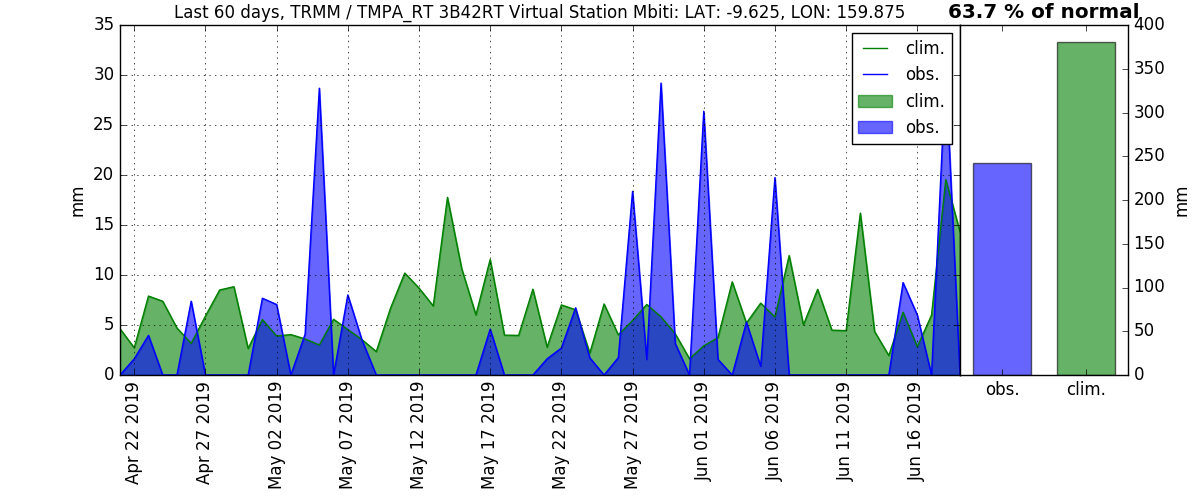 Last 60 days, TRMM / TMPA_RT 3B42RT Virtual Station Mbiti: LAT: -9.625, LON: 159.875
63.7 % of normal
35
30
25
20
15
10
5
0
mm
clim.
obs.
clim.
obs.
400
350
300
250
200
150
100
50
0
mm
obs.
clim.
Apr 22 2019
Apr 27 2019
May 02 2019
May 07 2019
May 12 2019
May 17 2019
May 22 2019
May 27 2019
Jun 01 2019
Jun 06 2019
Jun 11 2019
Jun 16 2019